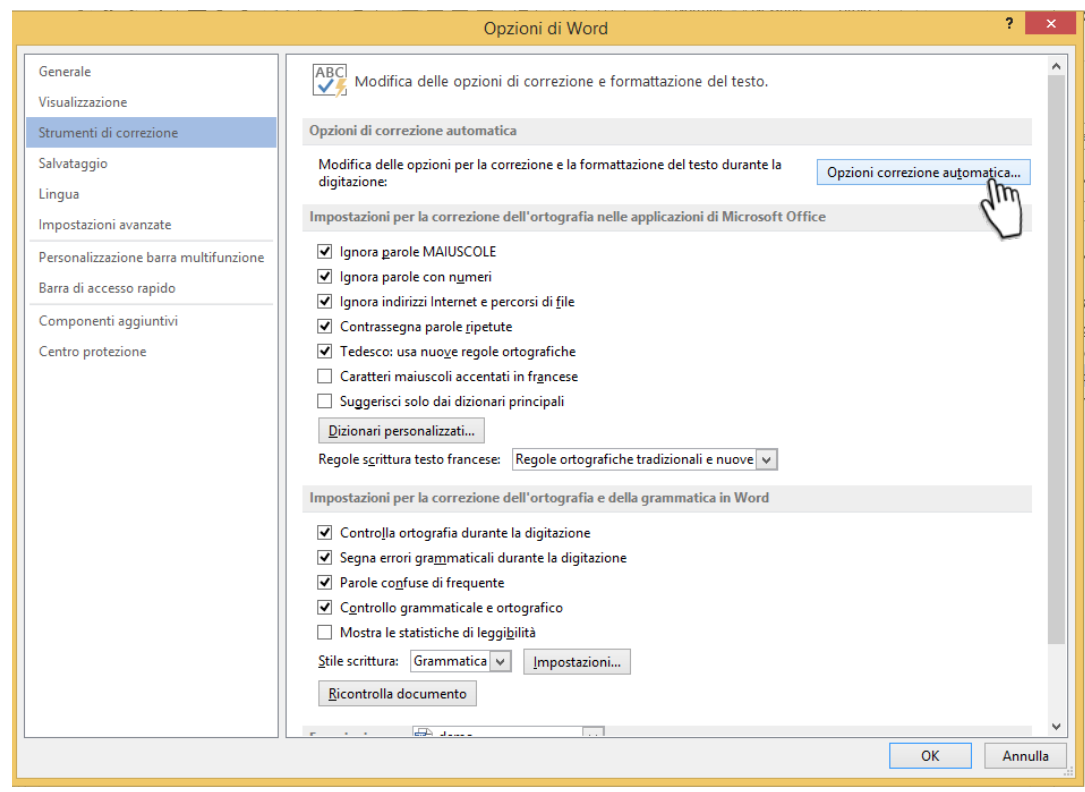 Opzioni di Word
?
Generale
Visualizzazione
Strumenti di correzione
Salvataggio
Lingua
Impostazioni avanzate
Personalizzazione barra multifunzione
Barra di accesso rapido
Componenti aggiuntivi
Centro protezione
ABC
Modifica delle opzioni di correzione e formattazione del testo.
Opzioni di correzione automatica
Modifica delle opzioni per la correzione e la formattazione del testo durante la
digitazione:
Opzioni correzione automatica...
Impostazioni per la correzione dell'ortografia nelle applicazioni di Microsoft Office
Ignora parole MAIUSCOLE
Ignora parole con numeri
Ignora indirizzi Internet e percorsi di file
Contrassegna parole ripetute
Tedesco: usa nuove regole ortografiche
Caratteri maiuscoli accentati in francese
Suggerisci solo dai dizionari principali
Dizionari personalizzati...
Regole scrittura testo francese: Regole ortografiche tradizionali e nuove
Impostazioni per la correzione dell'ortografia e della grammatica in Word
Controlla ortografia durante la digitazione
Segna errori grammaticali durante la digitazione
Parole confuse di frequente
Controllo grammaticale e ortografico
Mostra le statistiche di leggibilità
Stile scrittura: Grammatica Impostazioni...
Ricontrolla documento
OK Annulla